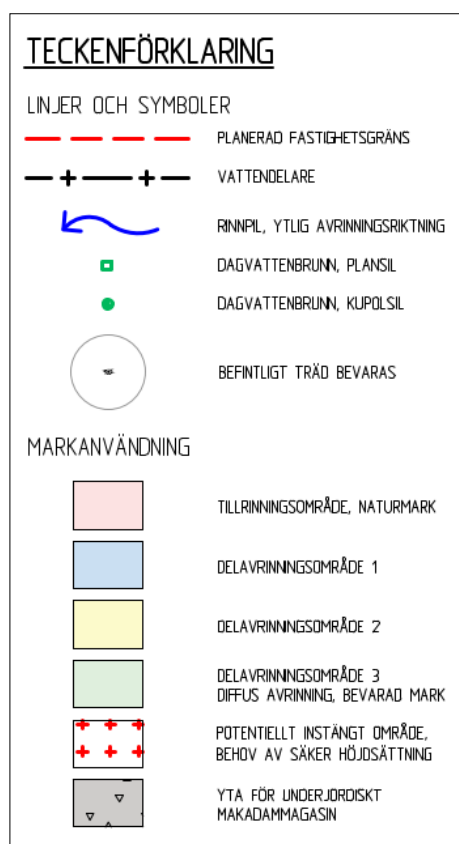 TECKENFÖRKLARING
LINJER OCH SYMBOLER
PLANERAD FASTIGHETSGRÄNS
VATTENDELARE
RINNPIL, YTLIG AVRINNINGSRIKTNING
DAGVATTENBRUNN, PLANSIL
DAGVATTENBRUNN, KUPOLSIL
BEFINTLIGT TRÄD BEVARAS
MARKANVÄNDNING
TILLRINNINGSOMRÅDE, NATURMARK
DELAVRINNINGSOMRÅDE 1
DELAVRINNINGSOMRÅDE 2
DELAVRINNINGSOMRÅDE 3
DIFFUS AVRINNING, BEVARAD MARK
POTENTIELLT INSTÄNGT OMRÅDE,
BEHOV AV SÄKER HÖJDSÄTTNING
YTA FÖR UNDERJORDISKT
MAKADAMMAGASIN